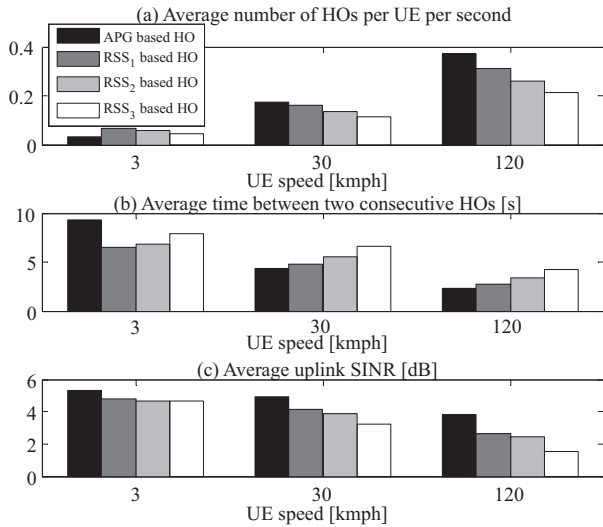 (a) Average number of HOs per UE per second
APG based HO
RSS1 based HO
RSS2 based HO
RSS3 based HO
0.4
0.2
0
3 30 120
UE speed [kmph]
(b) Average time between two consecutive HOs [s]
10
5
0
3 30 120
UE speed [kmph]
(c) Average uplink SINR [dB]
6
4
2
0
3 30 120
UE speed [kmph]